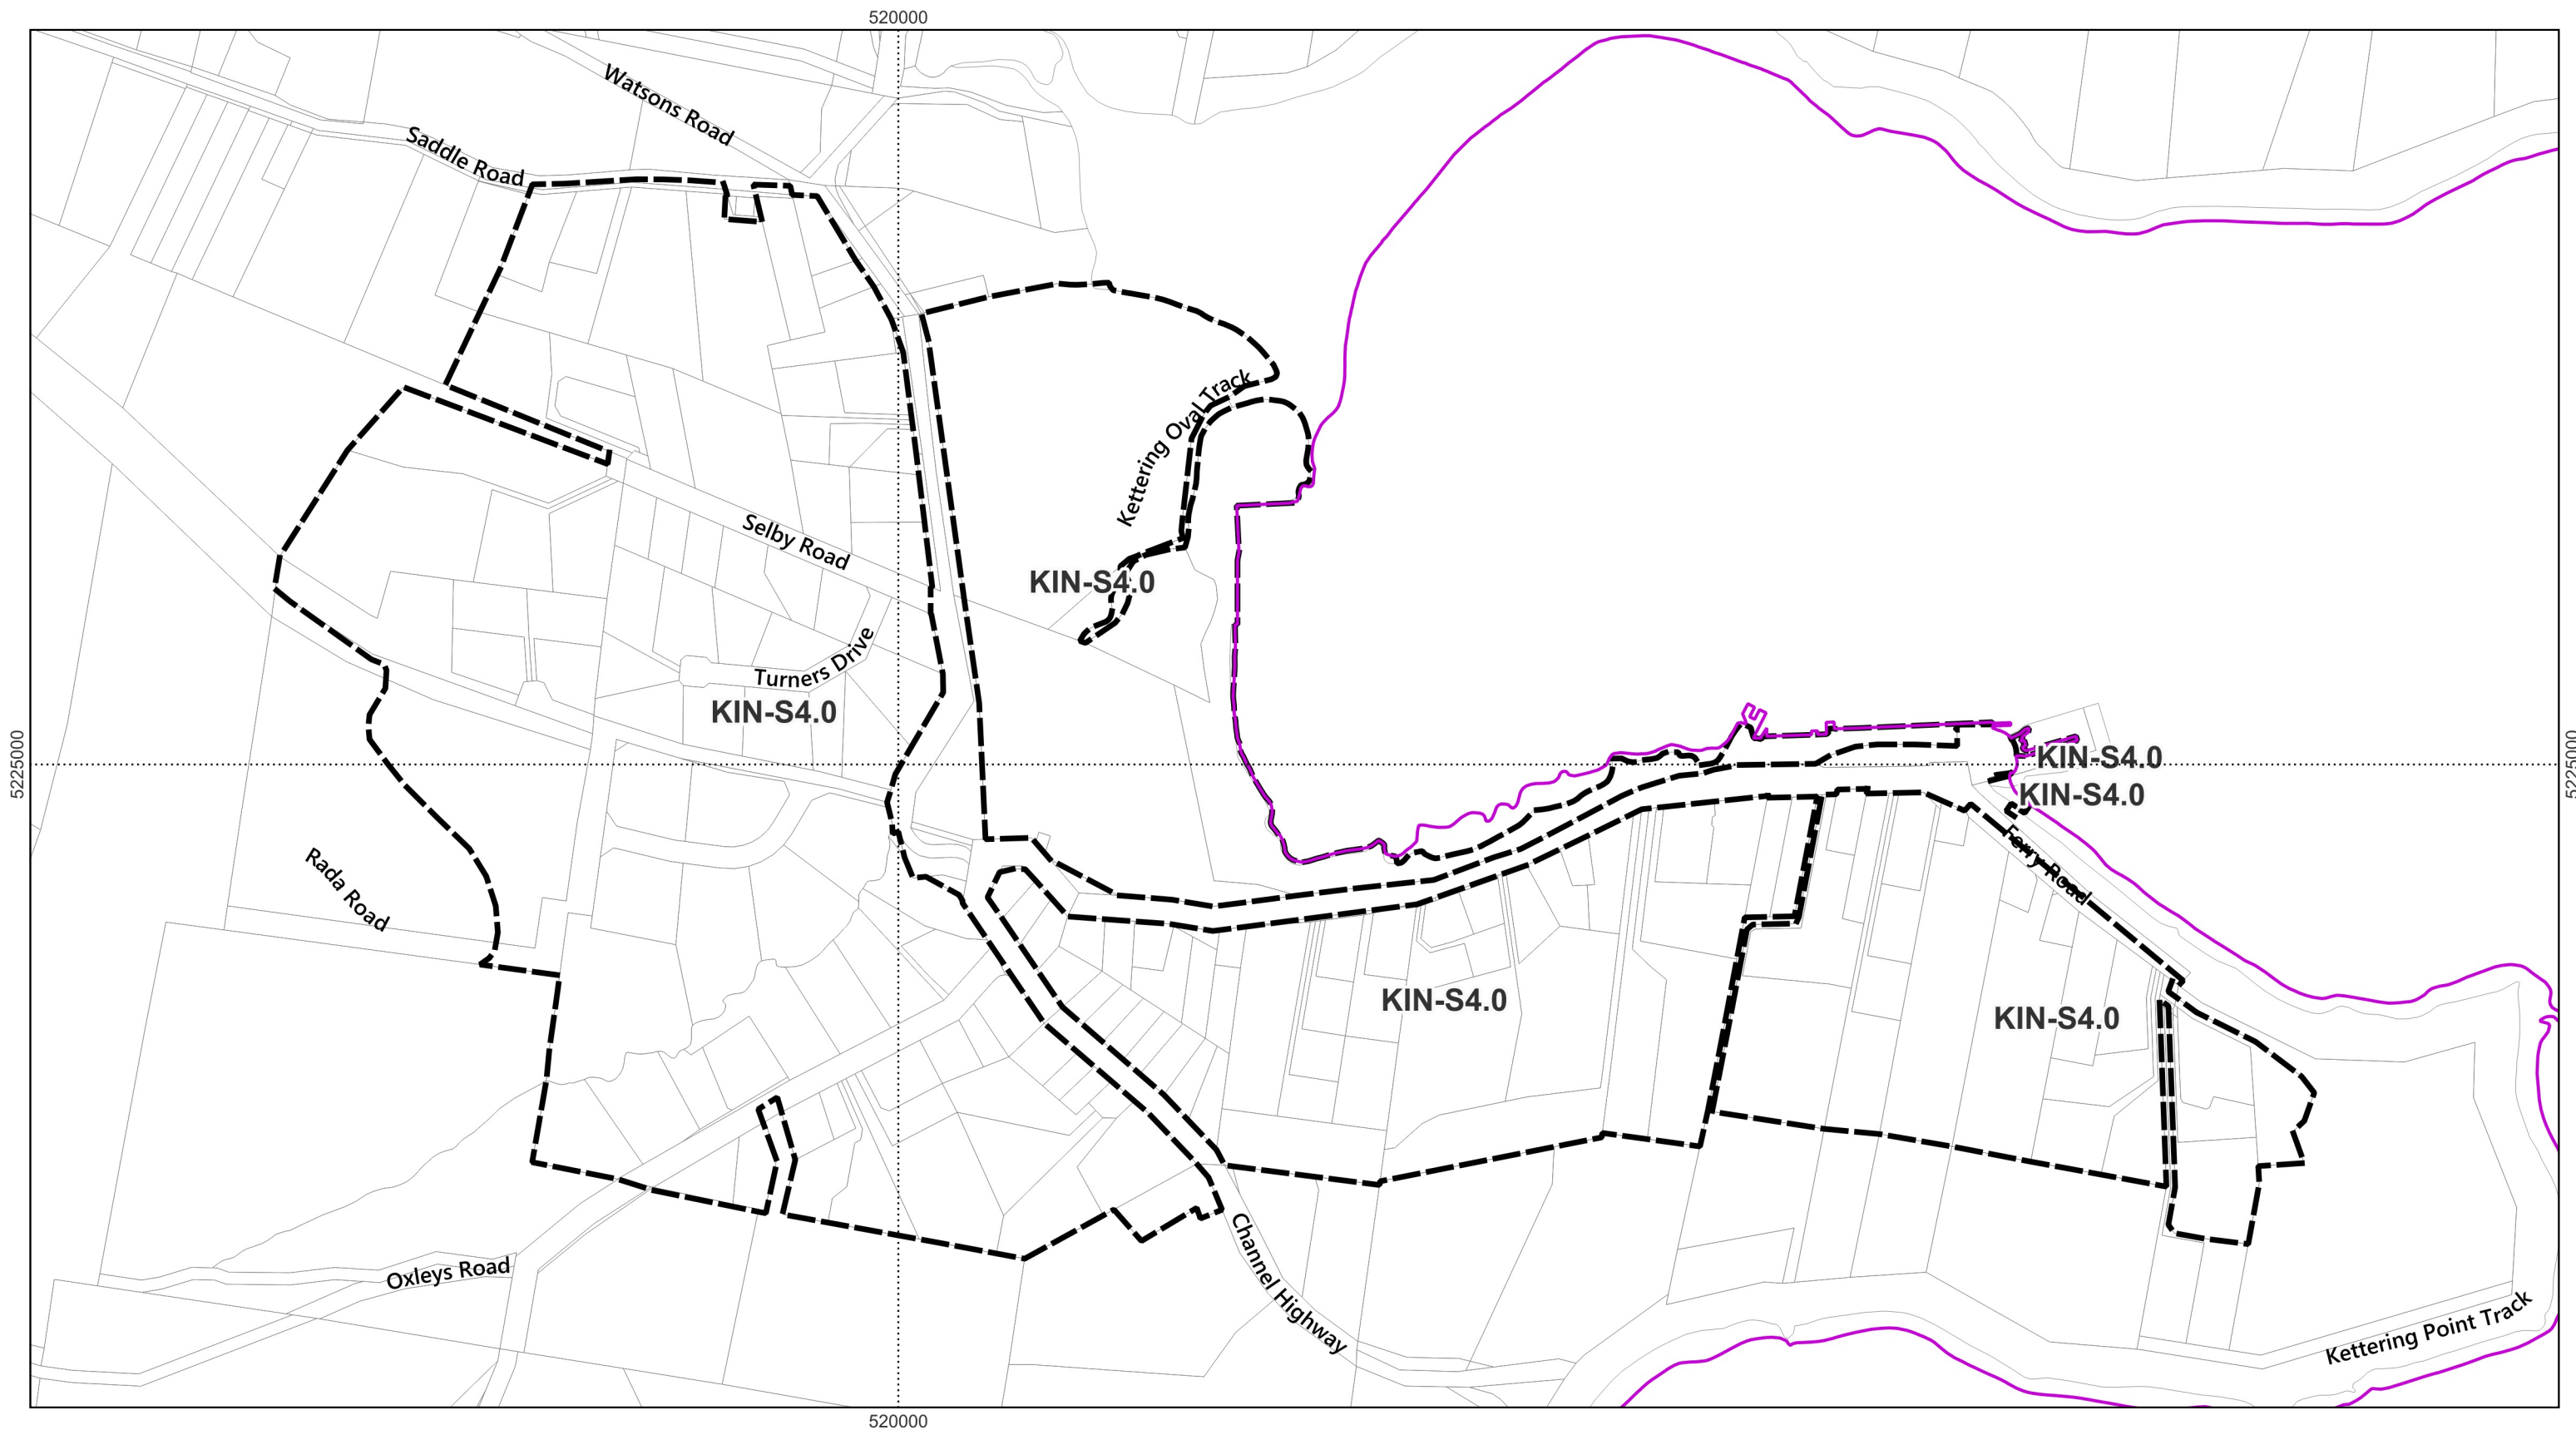 520000
Watsons Road
Saddle Road
Kettering Oval Track
Selby Road
KIN-S4.0
Turners Drive
KIN-S4.0
5225000
KIN-S4.0
5225000
KIN-S4.0
Ferry Road
Rada Road
KIN-S4.0
KIN-S4.0
Oxleys Road
Channel Highway
Kettering Point Track
520000